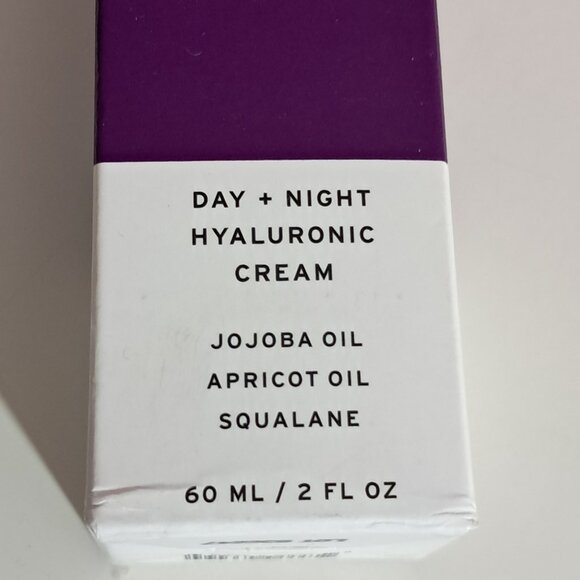 DAY + NIGHT
HYALURONIC
CREAM
JOJOBA OIL
APRICOT OIL
SQUALANE
60 ML / 2 FL OZ